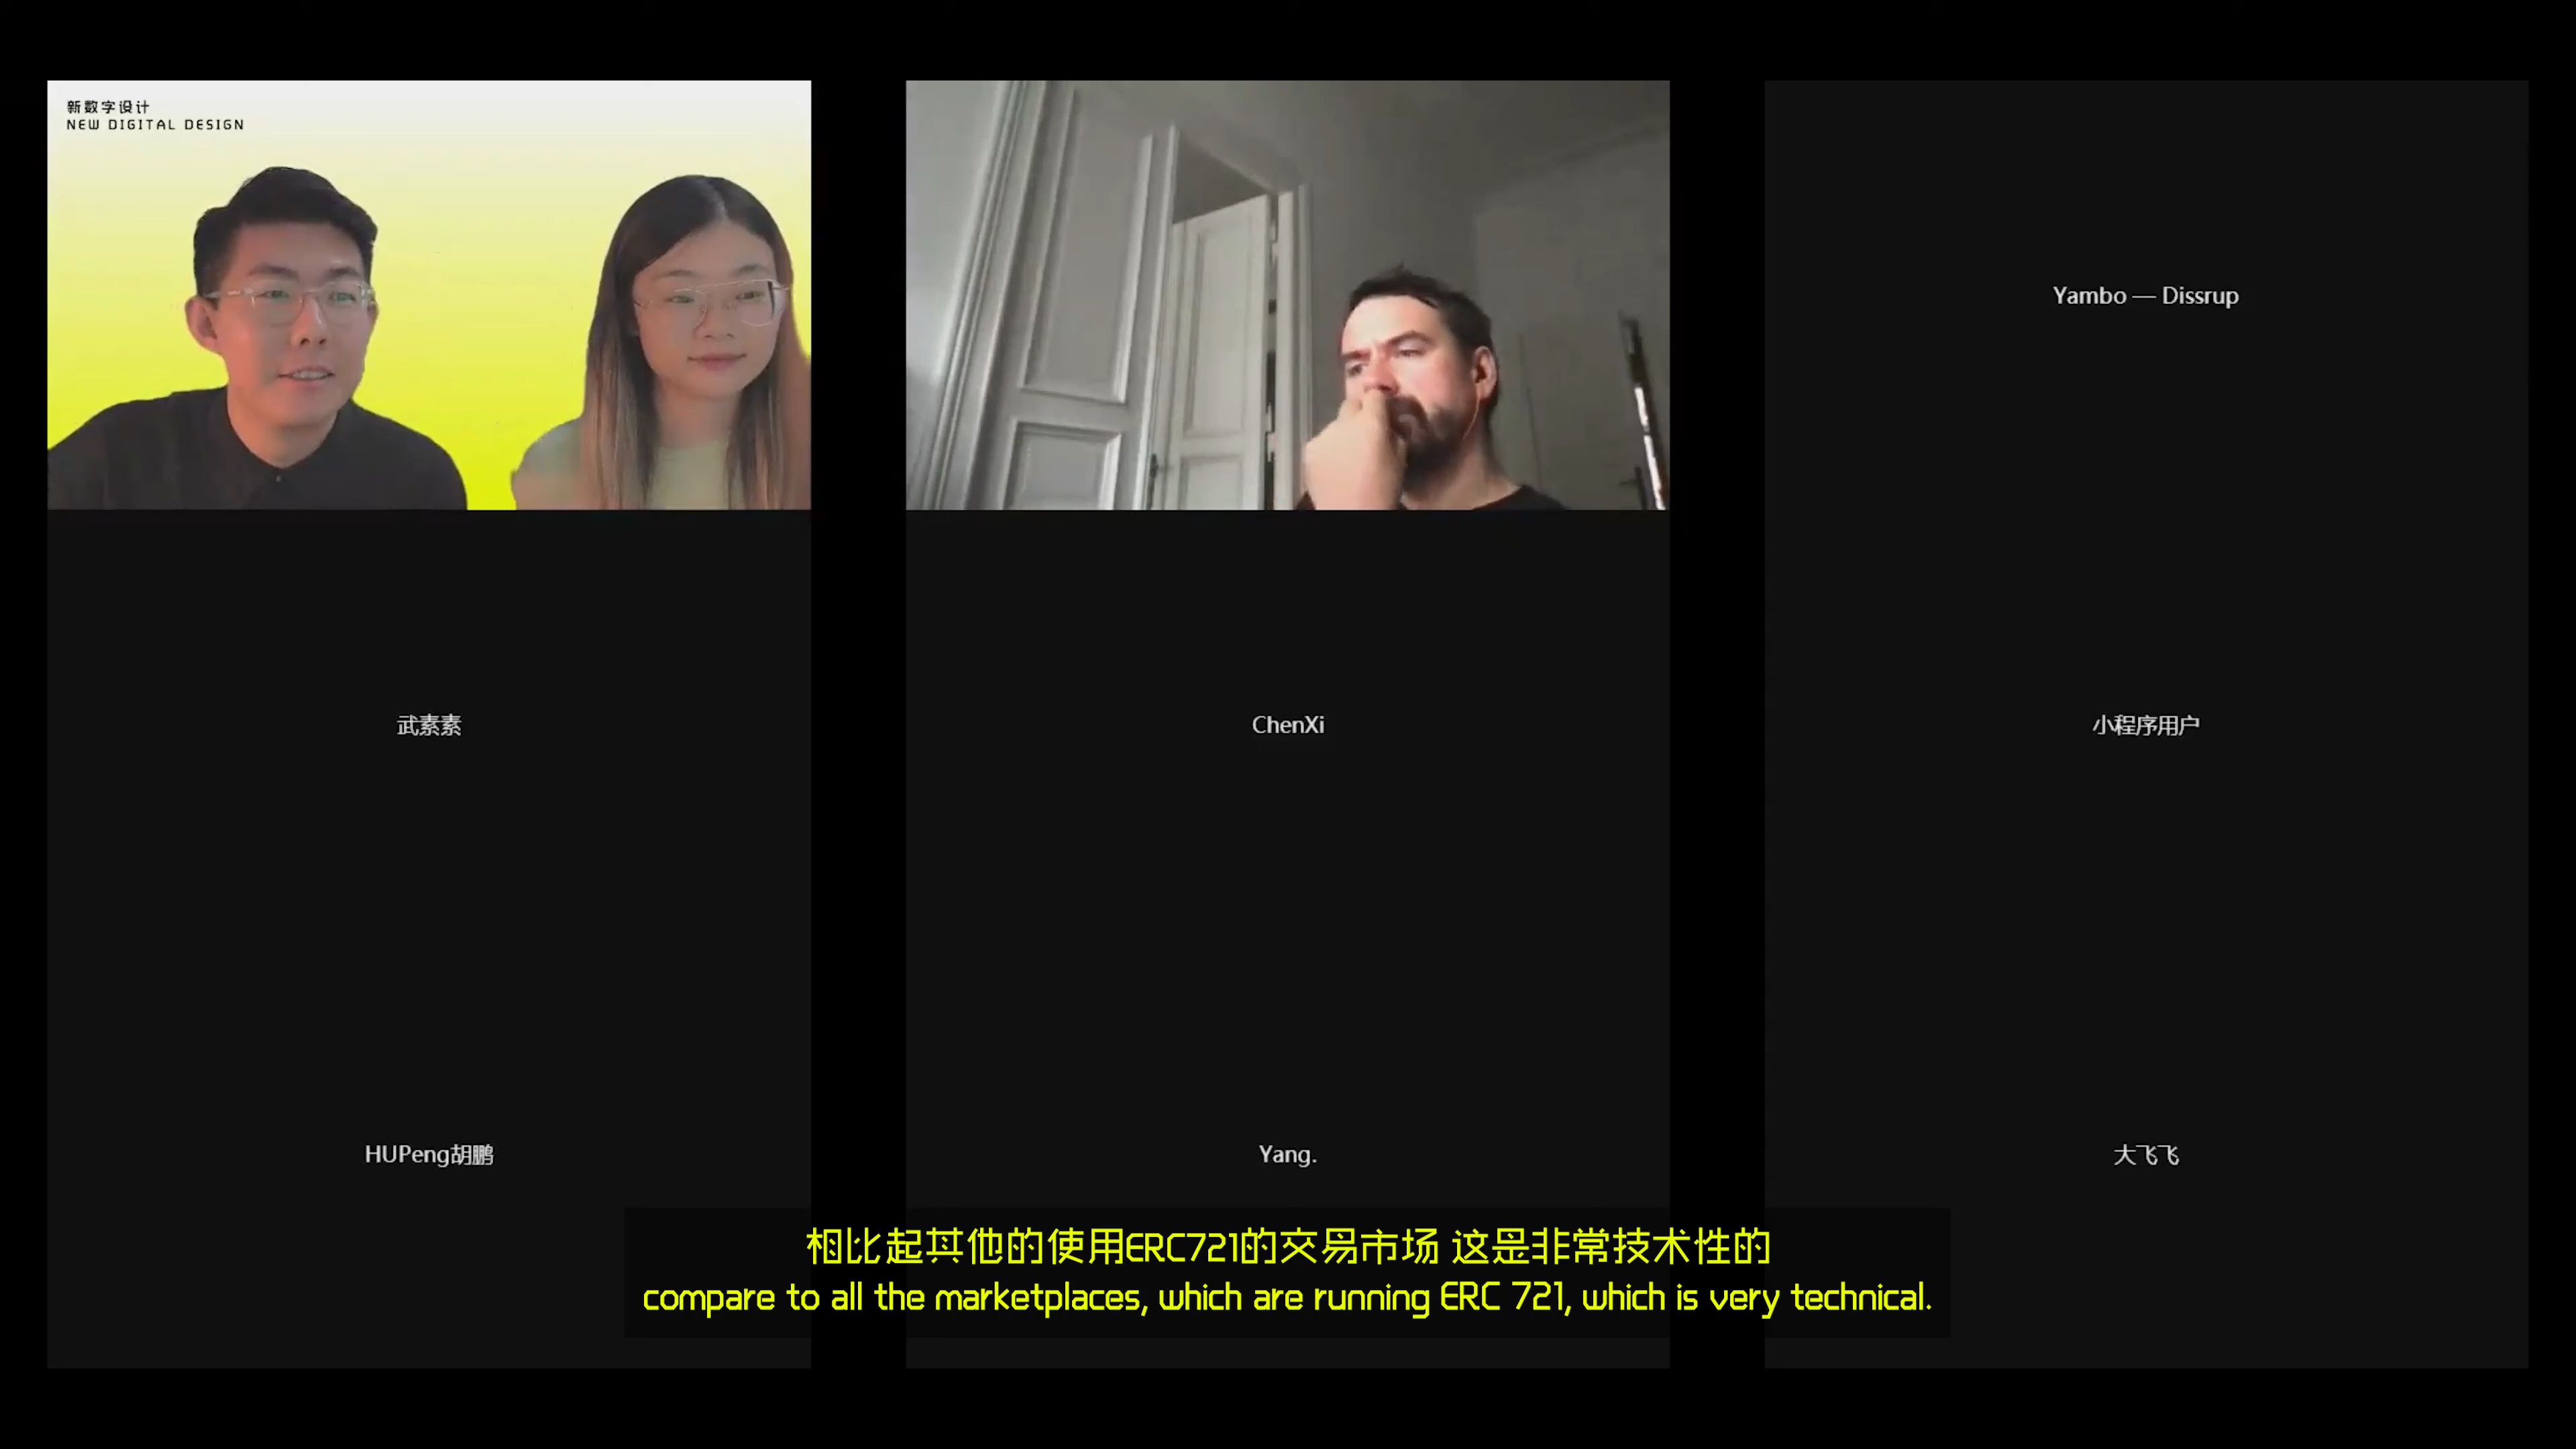 新数字设计
NEW DIGITAL DESIGN
Yambo — Dissrup
武素素
ChenXi
小程序用户
HUPeng胡鹏
Yang.
大飞飞
相比起其他的使用ERC721的交易市场 这是非常技术性的
compare to all the marketplaces, which are running ERC 721, which is very technical.